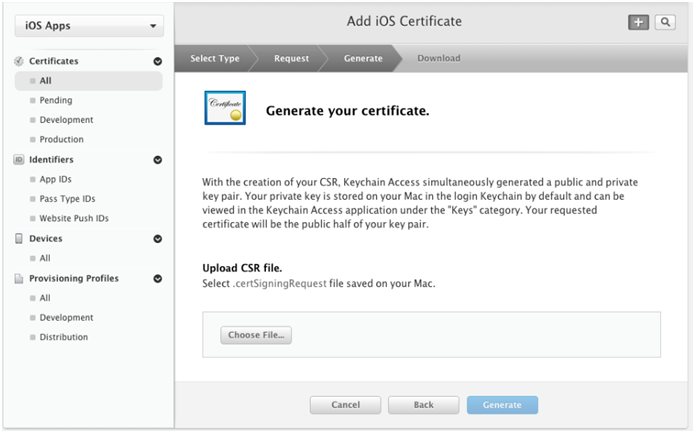 iOS Apps
Certificates
All
Pending
Development
Production
ID Identifiers
App IDs
Pass Type IDs
Website Push IDs
Devices
All
Provisioning Profiles
All
Development
Distribution
Add iOS Certificate
Select Type
Request
Generate
Download
Certificate
Generate your certificate.
With the creation of your CSR, Keychain Access simultaneously generated a public and private
key pair. Your private key is stored on your Mac in the login Keychain by default and can be
viewed in the Keychain Access application under the "Keys" category. Your requested
certificate will be the public half of your key pair.
Upload CSR file.
Select .certSigningRequest file saved on your Mac.
Choose File...
Cancel
Back
Generate